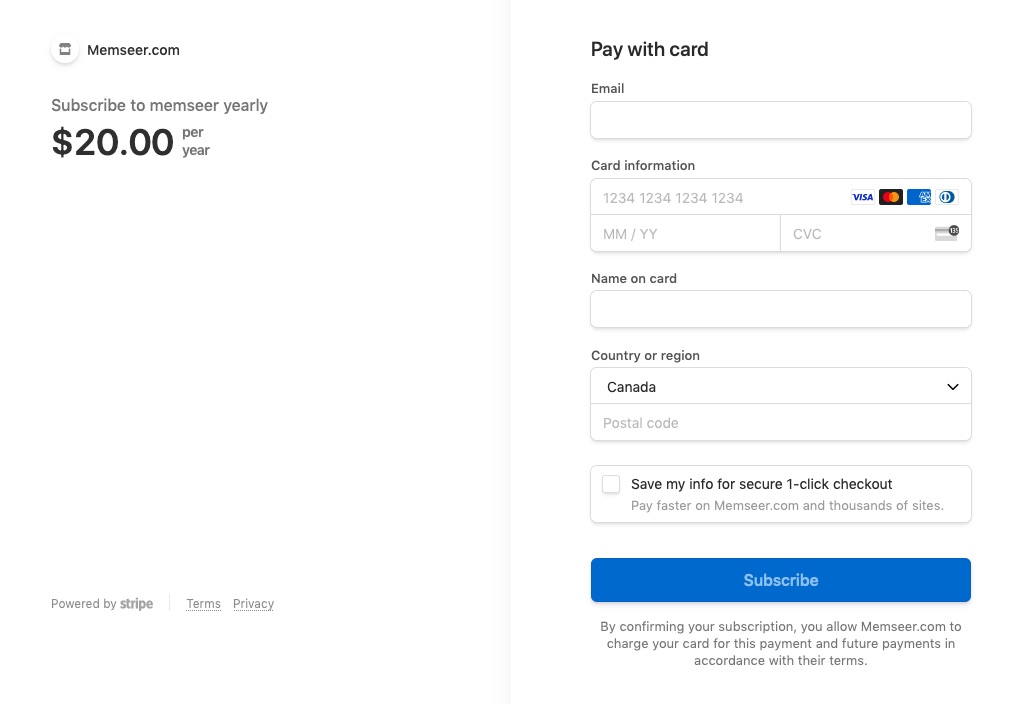 Memseer.com
Subscribe to memseer yearly
$20.00 per
year
Powered by stripe
Terms Privacy
Pay with card
Email
Card information
1234 1234 1234 1234 VISA
MM / YY CVC 135
Name on card
Country or region
Canada
Postal code
Save my info for secure 1-click checkout
Pay faster on Memseer.com and thousands of sites.
Subscribe
By confirming your subscription, you allow Memseer.com to
charge your card for this payment and future payments in
accordance with their terms.